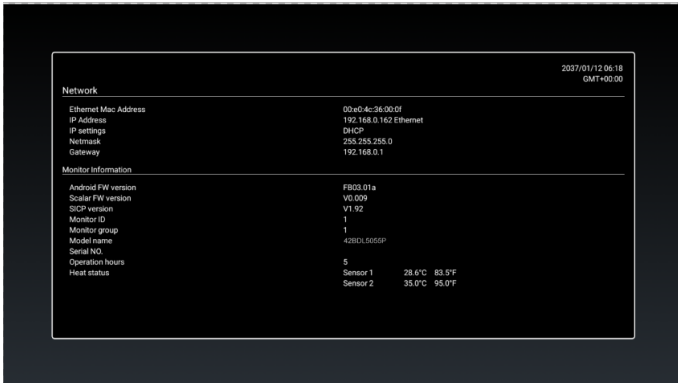 2037/01/12 06:18
GMT+00:00
Network
Ethernet Mac Address 00:e0:4c:36:00:0f
IP Address 192.168.0.162 Ethernet
IP settings DHCP
Netmask 255.255.255.0
Gateway 192.168.0.1
Monitor Information
Android FW version FB03.01a
Scalar FW version V0.009
SICP version V1.92
Monitor ID 1
Monitor group 1
Model name 42BDL5055P
Serial NO.
Operation hours 5
Heat status Sensor 1 28.6°C 83.5°F
Sensor 2 35.0°C 95.0°F